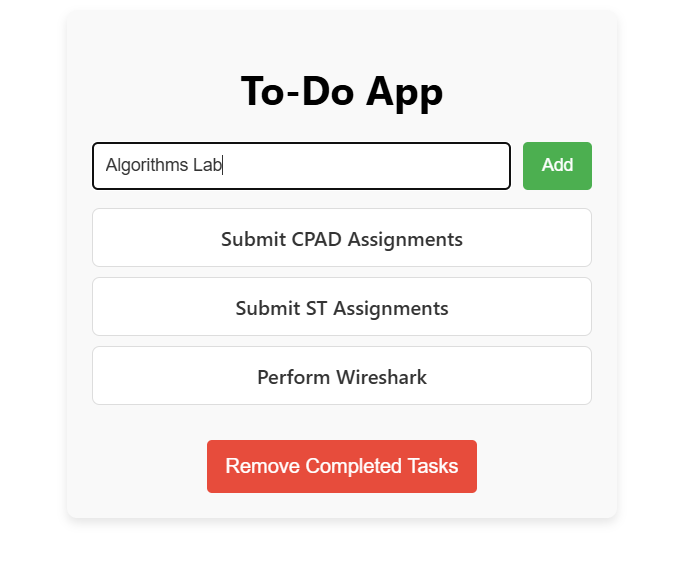 To-Do App
Algorithms Lab
Add
Submit CPAD Assignments
Submit ST Assignments
Perform Wireshark
Remove Completed Tasks